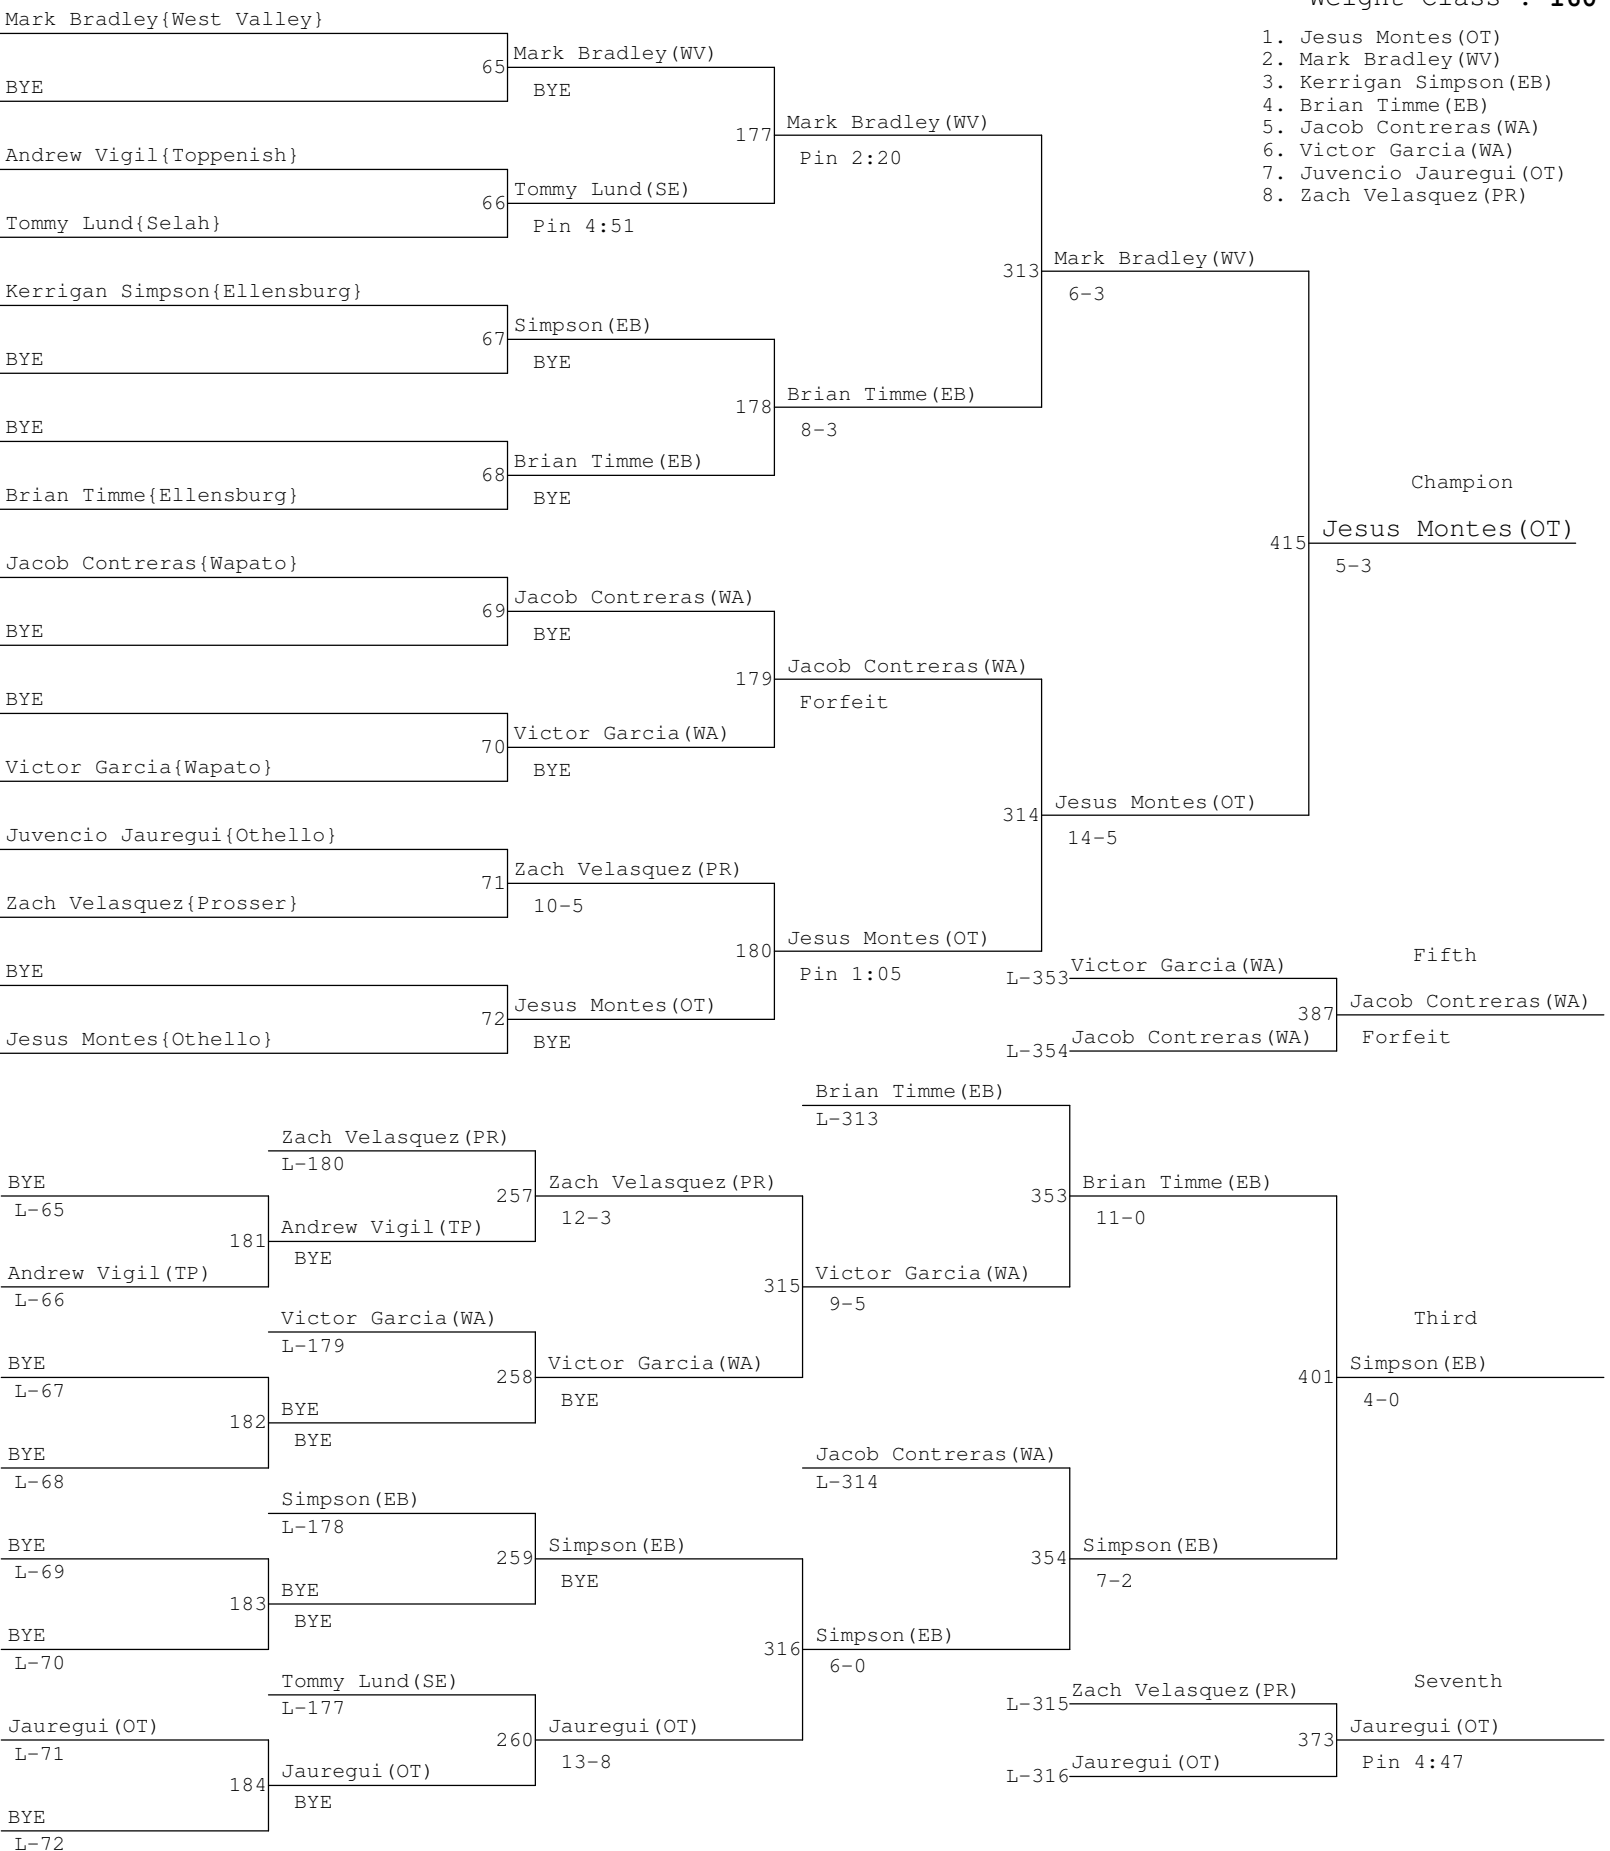 Weight Class : 160
1. Jesus Montes(OT)
2. Mark Bradley(WV)
3. Kerrigan Simpson(EB)
4. Brian Timme(EB)
5. Jacob Contreras(WA)
6. Victor Garcia(WA)
7. Juvencio Jauregui(OT)
8. Zach Velasquez(PR)
Mark Bradley{West Valley}
BYE
Andrew Vigil{Toppenish}
Tommy Lund{Selah}
Kerrigan Simpson{Ellensburg}
BYE
BYE
Brian Timme{Ellensburg}
Jacob Contreras{Wapato}
BYE
BYE
Victor Garcia{Wapato}
Juvencio Jauregui{Othello}
Zach Velasquez{Prosser}
BYE
Jesus Montes{Othello}
65
Mark Bradley(WV)
BYE
66
Tommy Lund(SE)
Pin 4:51
67
Simpson(EB)
BYE
68
Brian Timme(EB)
BYE
69
Jacob Contreras(WA)
BYE
70
Victor Garcia(WA)
BYE
71
Zach Velasquez(PR)
10-5
72
Jesus Montes(OT)
BYE
177
Mark Bradley(WV)
Pin 2:20
178
Brian Timme(EB)
8-3
179
Jacob Contreras(WA)
Forfeit
180
Jesus Montes(OT)
Pin 1:05
313
Mark Bradley(WV)
6-3
314
Jesus Montes(OT)
14-5
Champion
415
Jesus Montes(OT)
5-3
Fifth
L-353
Victor Garcia(WA)
L-354
Jacob Contreras(WA)
387
Jacob Contreras(WA)
Forfeit
BYE
L-65
Andrew Vigil(TP)
L-66
BYE
L-67
BYE
L-68
BYE
L-69
BYE
L-70
Jauregui(OT)
L-71
BYE
L-72
Zach Velasquez(PR)
L-180
181
Andrew Vigil(TP)
BYE
Victor Garcia(WA)
L-179
182
BYE
BYE
Simpson(EB)
L-178
183
BYE
BYE
Tommy Lund(SE)
L-177
184
Jauregui(OT)
BYE
257
Zach Velasquez(PR)
12-3
258
Victor Garcia(WA)
BYE
259
Simpson(EB)
BYE
260
Jauregui(OT)
13-8
Brian Timme(EB)
L-313
315
Victor Garcia(WA)
9-5
Jacob Contreras(WA)
L-314
316
Simpson(EB)
6-0
353
Brian Timme(EB)
11-0
354
Simpson(EB)
7-2
Third
401
Simpson(EB)
4-0
Seventh
L-315
Zach Velasquez(PR)
L-316
Jauregui(OT)
373
Jauregui(OT)
Pin 4:47